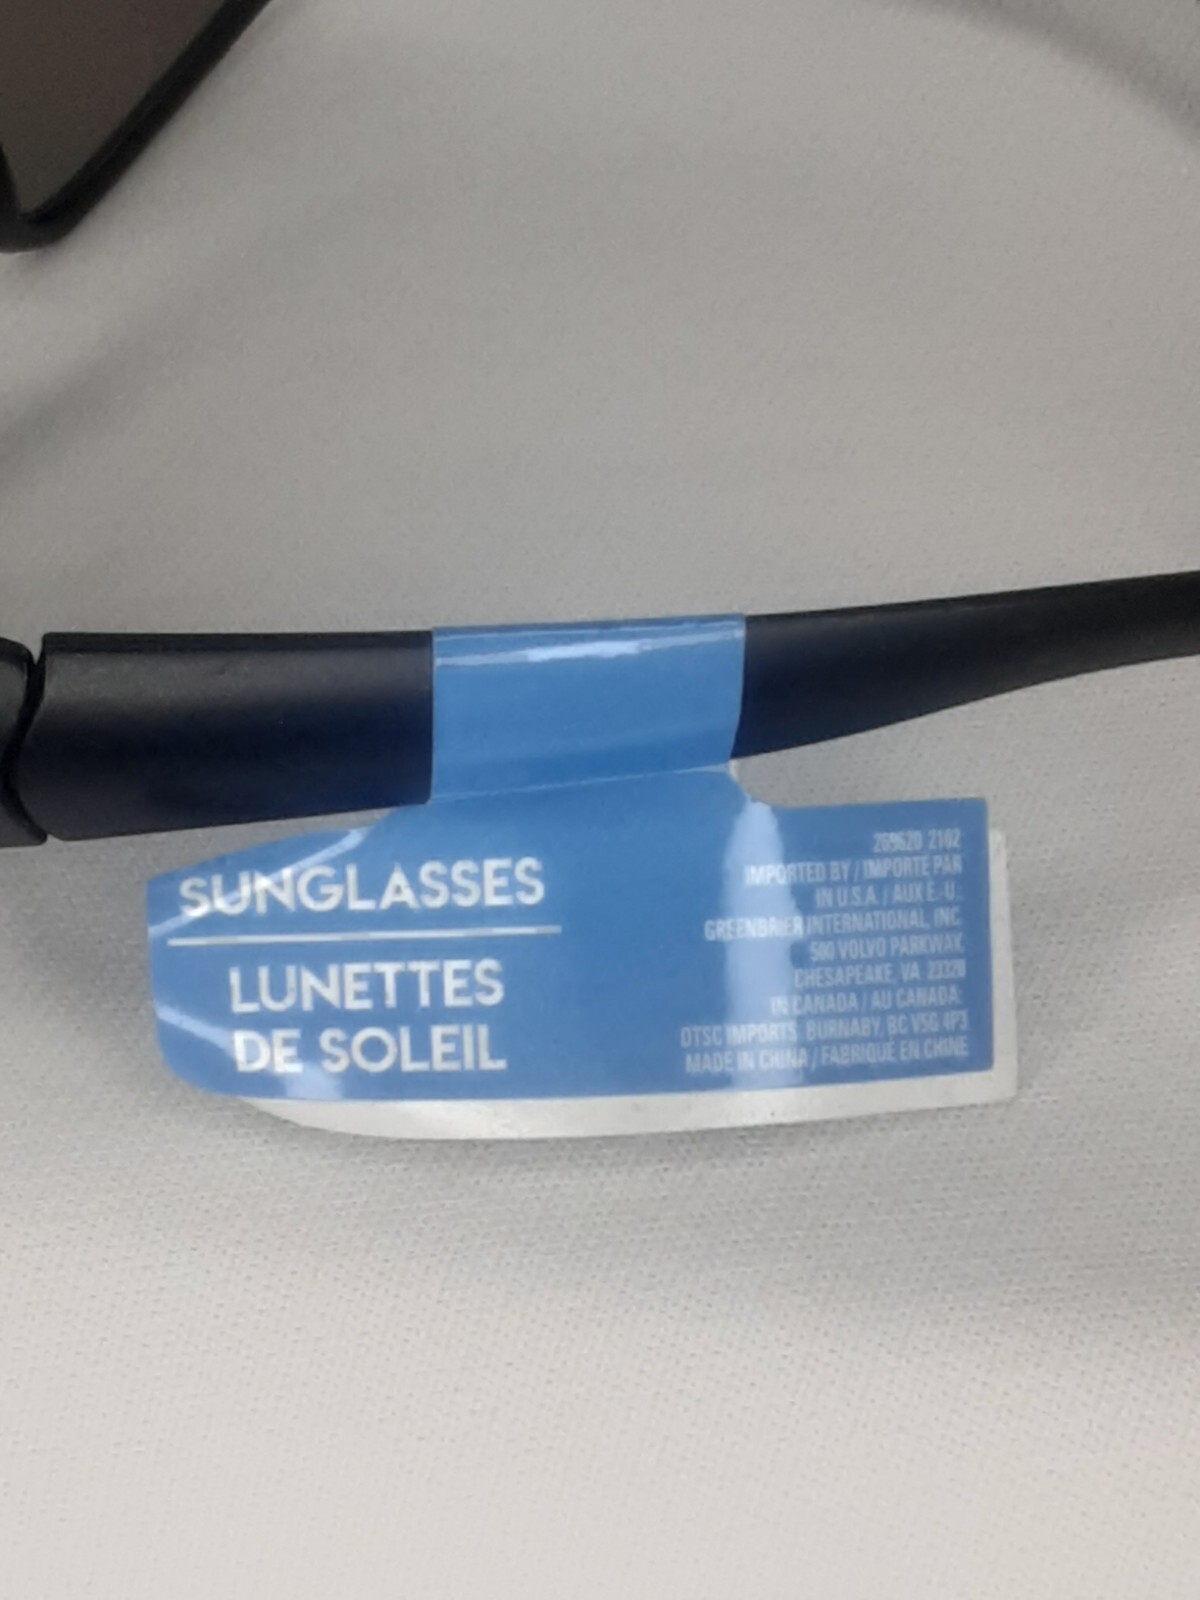 SUNGLASSES
LUNETTES
DE SOLEIL
269620 2102
IMPORTED BY / IMPORTE PAR
IN U.S.A. / AUX E.-U.:
GREENBRIER INTERNATIONAL, INC.
500 VOLVO PARKWAY,
CHESAPEAKE, VA 23320
IN CANADA / AU CANADA:
DTSC IMPORTS, BURNABY, BC V5G 4P3
MADE IN CHINA / FABRIQUE EN CHINE